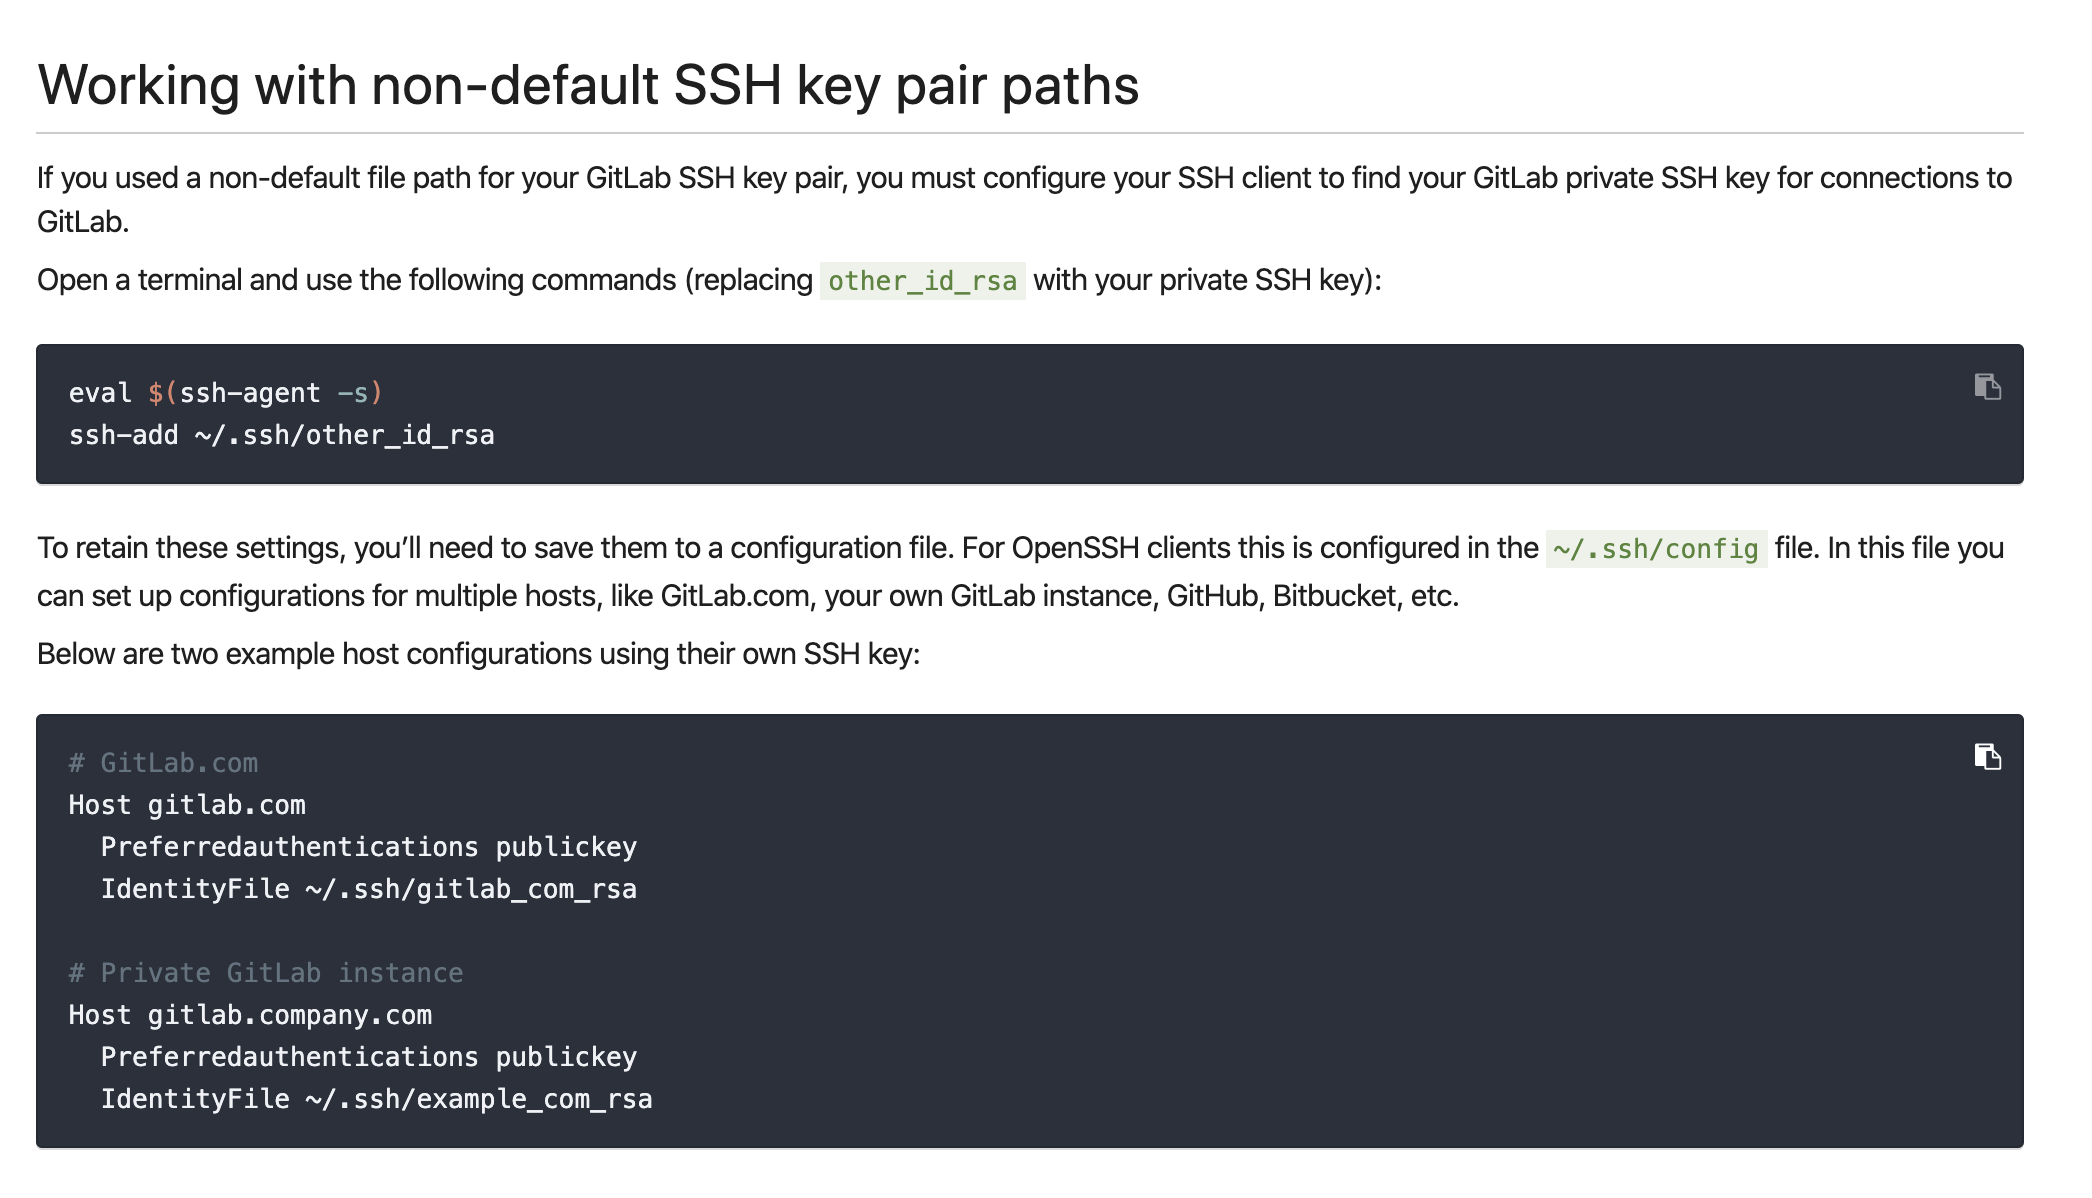 Working with non-default SSH key pair paths
If you used a non-default file path for your GitLab SSH key pair, you must configure your SSH client to find your GitLab private SSH key for connections to
GitLab.
Open a terminal and use the following commands (replacing other_id_rsa with your private SSH key):
eval $(ssh-agent -s)
ssh-add ~/.ssh/other_id_rsa
To retain these settings, you’ll need to save them to a configuration file. For OpenSSH clients this is configured in the ~/.ssh/config file. In this file you
can set up configurations for multiple hosts, like GitLab.com, your own GitLab instance, GitHub, Bitbucket, etc.
Below are two example host configurations using their own SSH key:
# GitLab.com
Host gitlab.com
  Preferredauthentications publickey
  IdentityFile ~/.ssh/gitlab_com_rsa
# Private GitLab instance
Host gitlab.company.com
  Preferredauthentications publickey
  IdentityFile ~/.ssh/example_com_rsa